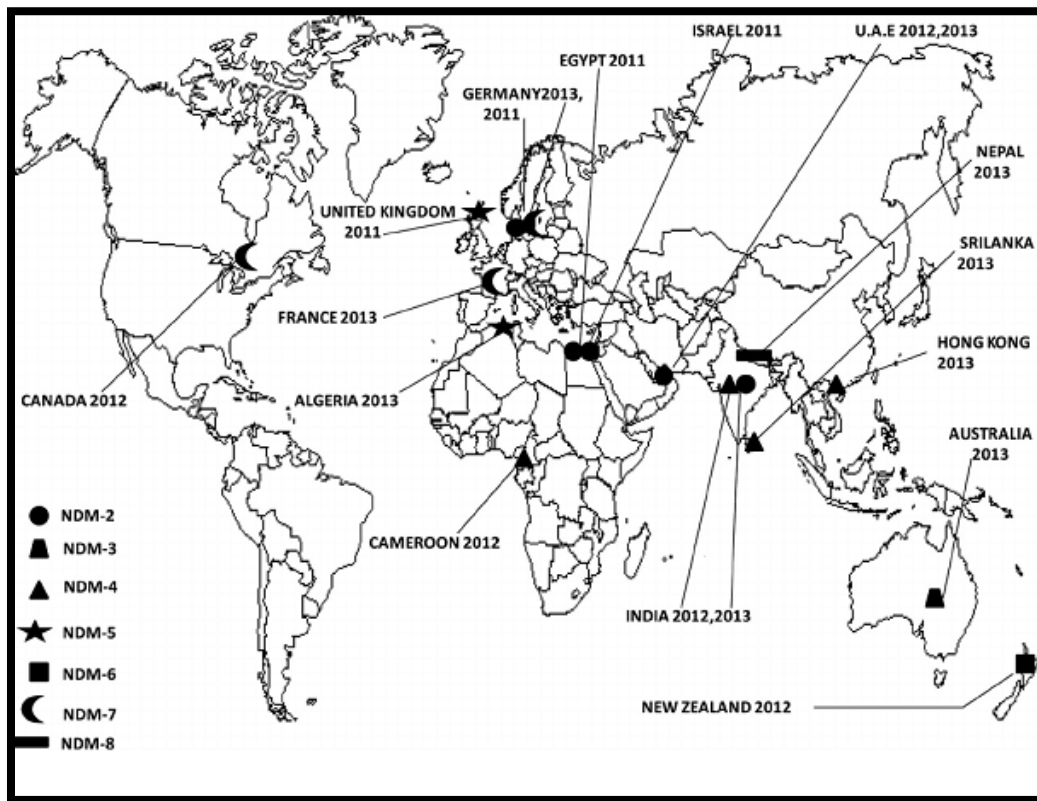 ISRAEL 2011
U.A.E 2012,2013
EGYPT 2011
GERMANY2013,
2011
NEPAL
2013
UNITED KINGDOM
2011
SRILANKA
2013
FRANCE 2013
HONG KONG
2013
CANADA 2012
ALGERIA 2013
AUSTRALIA
2013
CAMEROON 2012
INDIA 2012,2013
NEW ZEALAND 2012
NDM-2
NDM-3
NDM-4
NDM-5
NDM-6
NDM-7
NDM-8